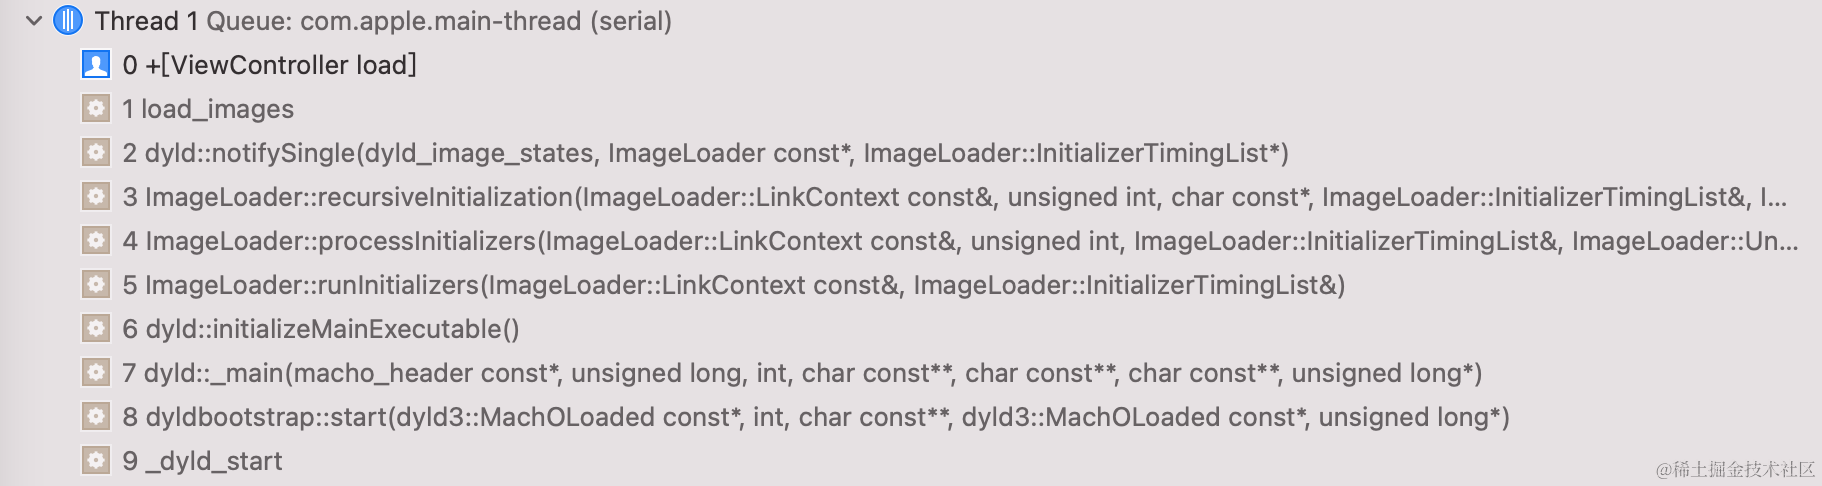 Thread 1 Queue: com.apple.main-thread (serial)
0 +[ViewController load]
1 load_images
2 dyld::notifySingle(dyld_image_states, ImageLoader const*, ImageLoader::InitializerTimingList*)
3 ImageLoader::recursiveInitialization(ImageLoader::LinkContext const&, unsigned int, char const*, ImageLoader::InitializerTimingList&, I...
4 ImageLoader::processInitializers(ImageLoader::LinkContext const&, unsigned int, ImageLoader::InitializerTimingList&, ImageLoader::Un...
5 ImageLoader::runInitializers(ImageLoader::LinkContext const&, ImageLoader::InitializerTimingList&)
6 dyld::initializeMainExecutable()
7 dyld::_main(macho_header const*, unsigned long, int, char const**, char const**, char const**, unsigned long*)
8 dyldbootstrap::start(dyld3::MachOLoaded const*, int, char const**, dyld3::MachOLoaded const*, unsigned long*)
9 _dyld_start
@稀土掘金技术社区